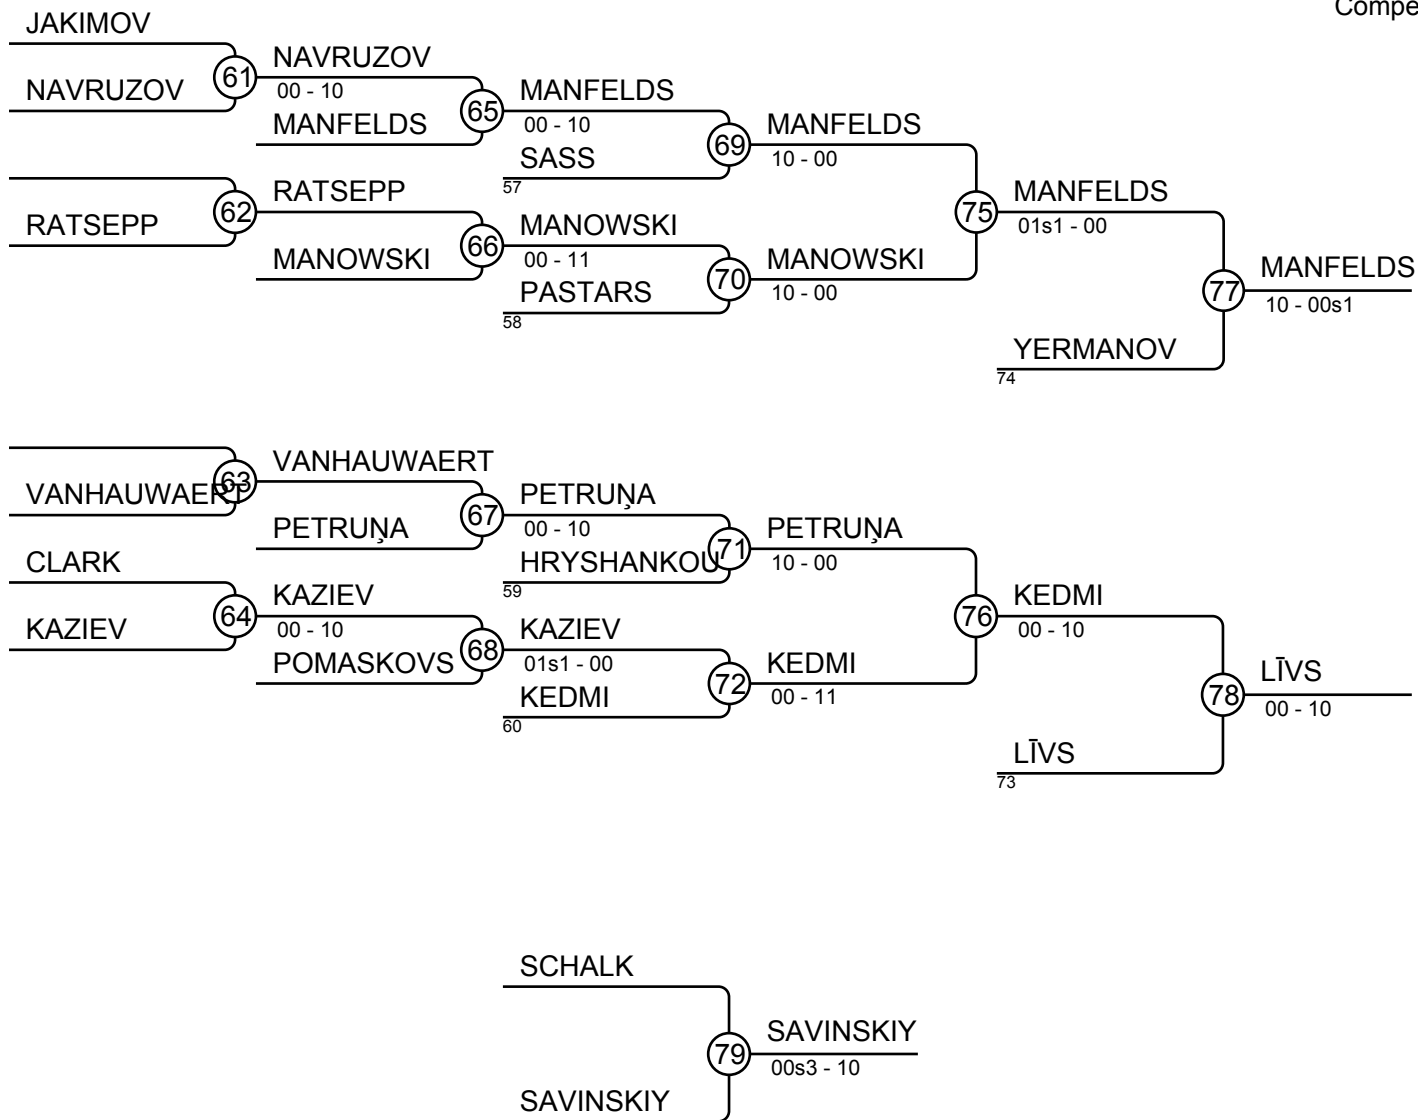 Compe
JAKIMOV
NAVRUZOV
61
NAVRUZOV
00 - 10
MANFELDS
65
MANFELDS
00 - 10
SASS
57
69
MANFELDS
10 - 00
RATSEPP
62
RATSEPP
MANOWSKI
66
MANOWSKI
00 - 11
PASTARS
58
70
MANOWSKI
10 - 00
75
MANFELDS
01s1 - 00
YERMANOV
74
77
MANFELDS
10 - 00s1
VANHAUWAERT
63
VANHAUWAERT
PETRUŅA
67
PETRUŅA
00 - 10
HRYSHANKOU
59
71
PETRUŅA
10 - 00
CLARK
KAZIEV
64
KAZIEV
00 - 10
POMASKOVS
68
KAZIEV
01s1 - 00
KEDMI
60
72
KEDMI
00 - 11
76
KEDMI
00 - 10
LĪVS
73
78
LĪVS
00 - 10
SCHALK
SAVINSKIY
79
SAVINSKIY
00s3 - 10